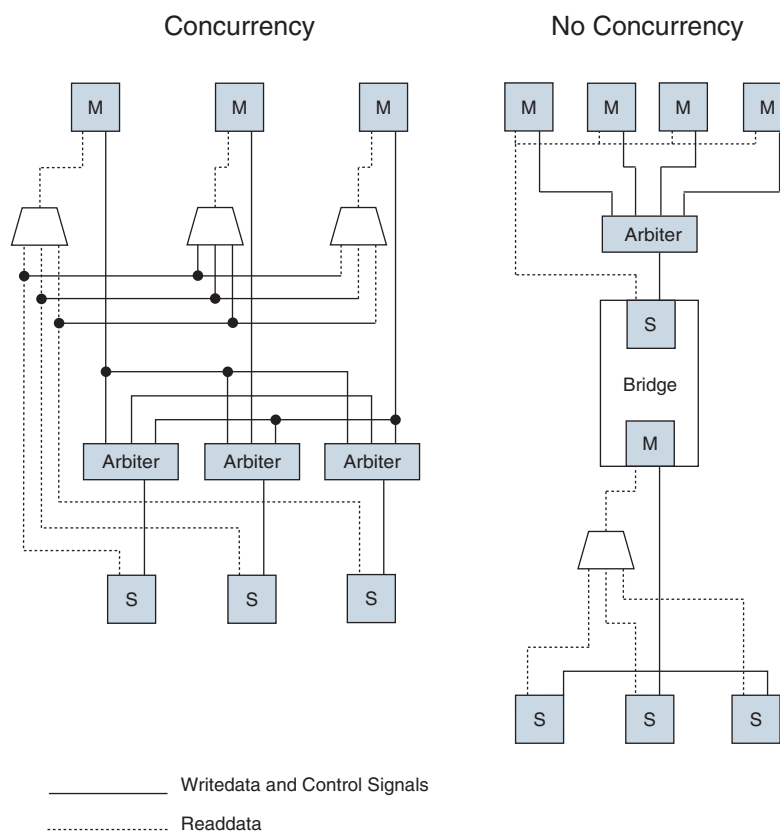 Concurrency
No Concurrency
M
M
M
M
M
M
M
Arbiter
S
Bridge
M
Arbiter
Arbiter
Arbiter
S
S
S
S
S
S
Writedata and Control Signals
Readdata